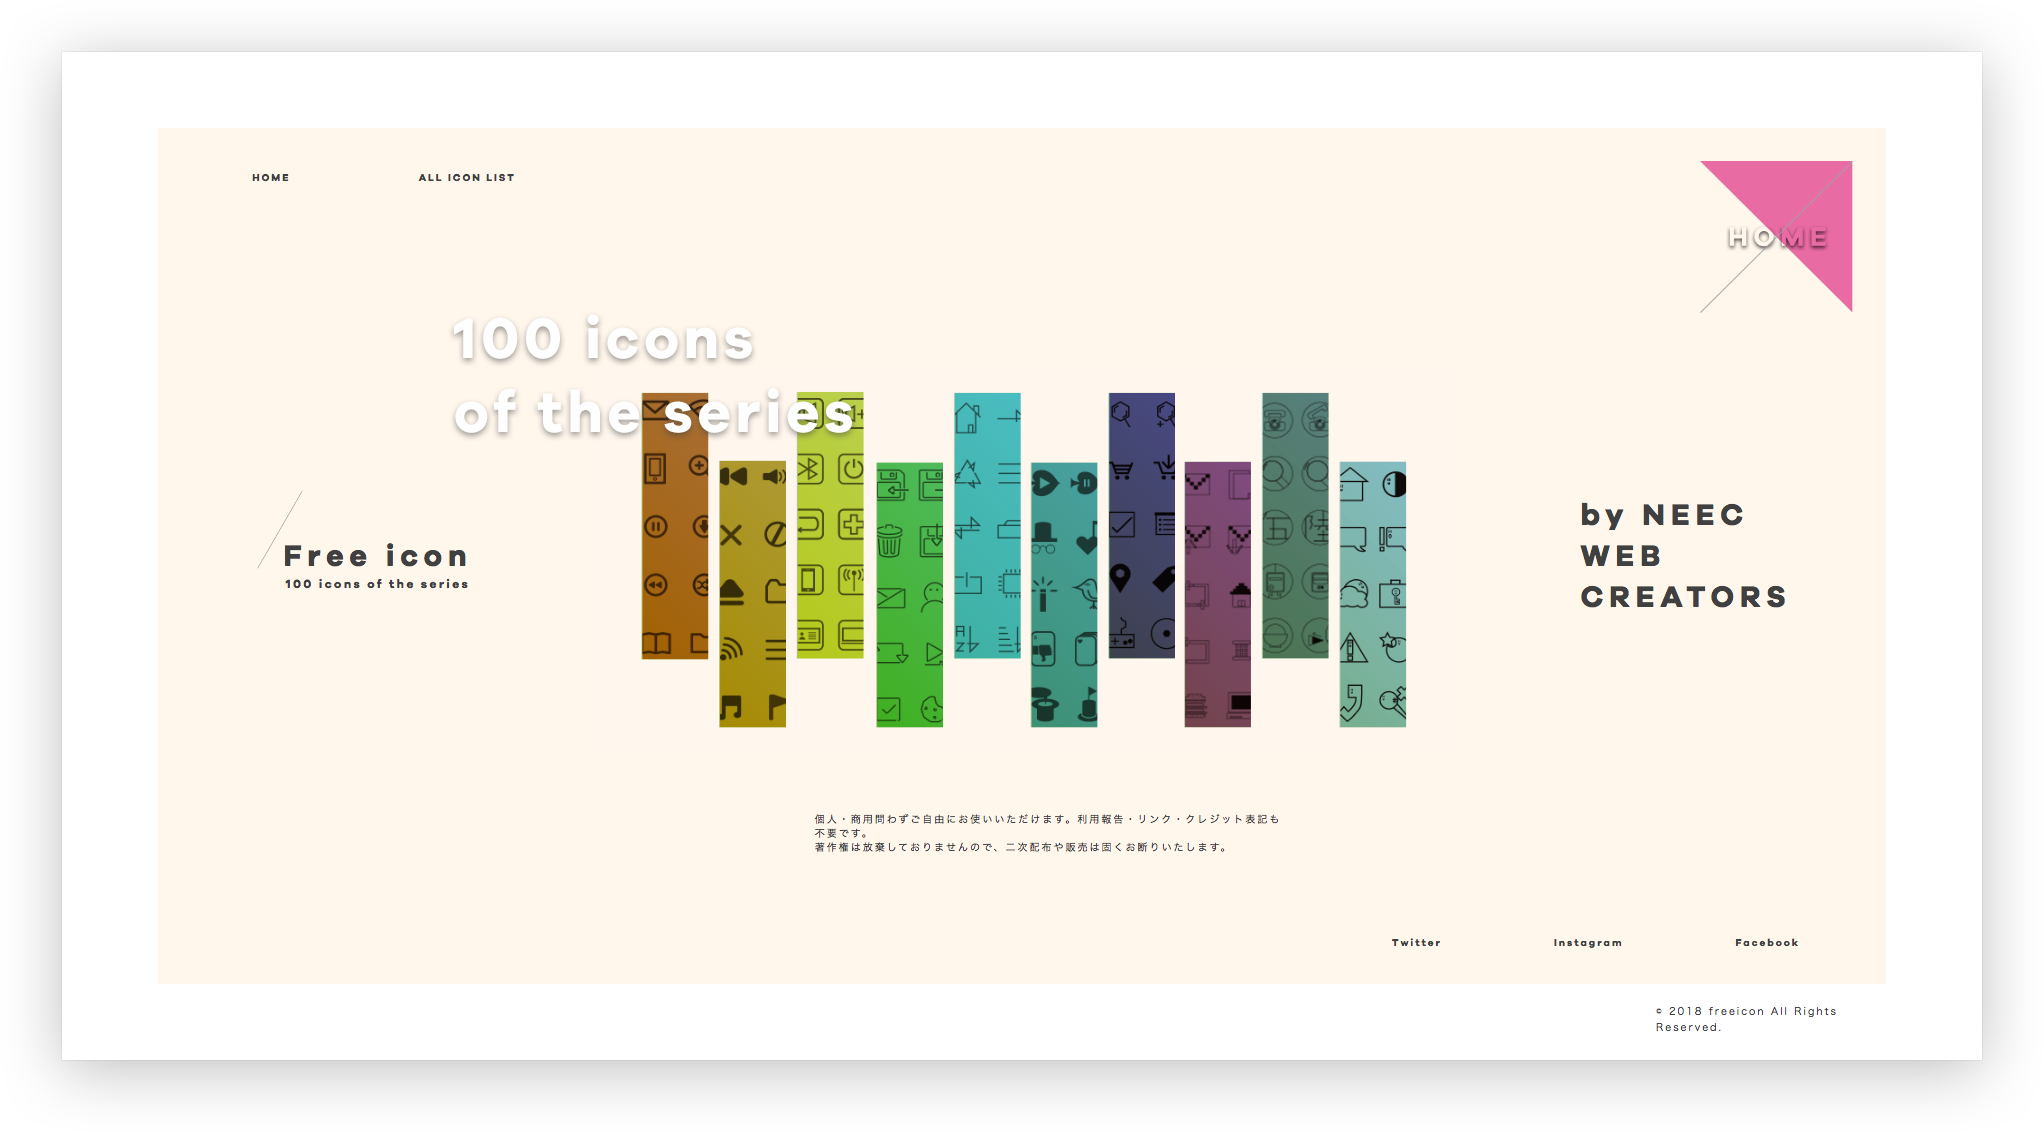 HOME
ALL ICON LIST
HOME
100 icons
of the series
Free icon
100 icons of the series
by NEEC
WEB
CREATORS
個人・商用問わずご自由にお使いいただけます。利用報告・リンク・クレジット表記も
不要です。
著作権は放棄しておりませんので、二次配布や販売は固くお断りいたします。
Twitter
Instagram
Facebook
© 2018 freeicon All Rights
Reserved.